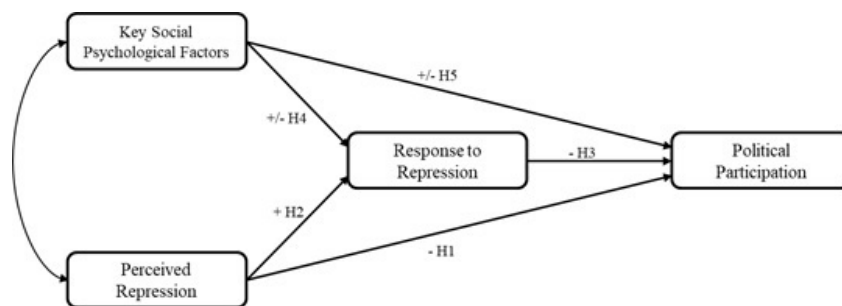 Key Social
Psychological Factors
+/- H5
+/- H4
Response to
Repression
- H3
Political
Participation
+ H2
- H1
Perceived
Repression